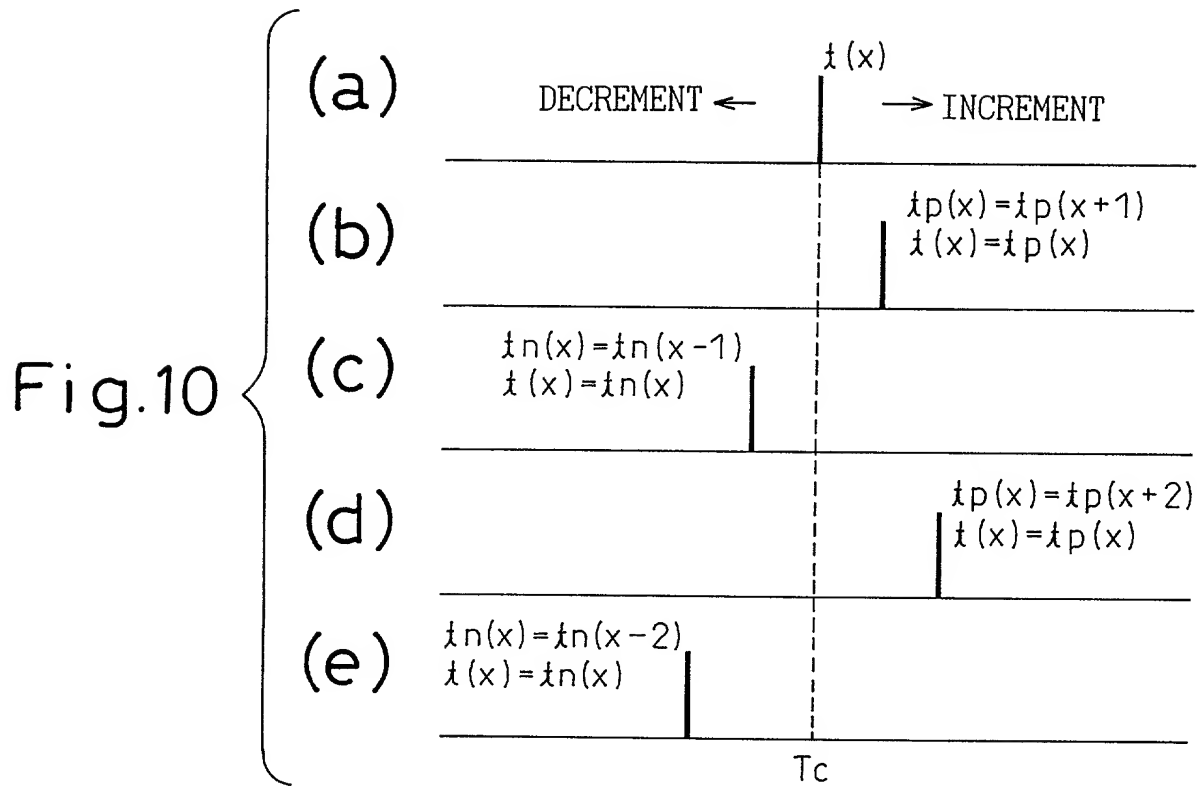 Fig.10
(a)
t(x)
DECREMENT ← → INCREMENT
(b)
tp(x)=tp(x+1)
t(x)=tp(x)
(c)
tn(x)=tn(x-1)
t(x)=tn(x)
(d)
tp(x)=tp(x+2)
t(x)=tp(x)
(e)
tn(x)=tn(x-2)
t(x)=tn(x)
Tc